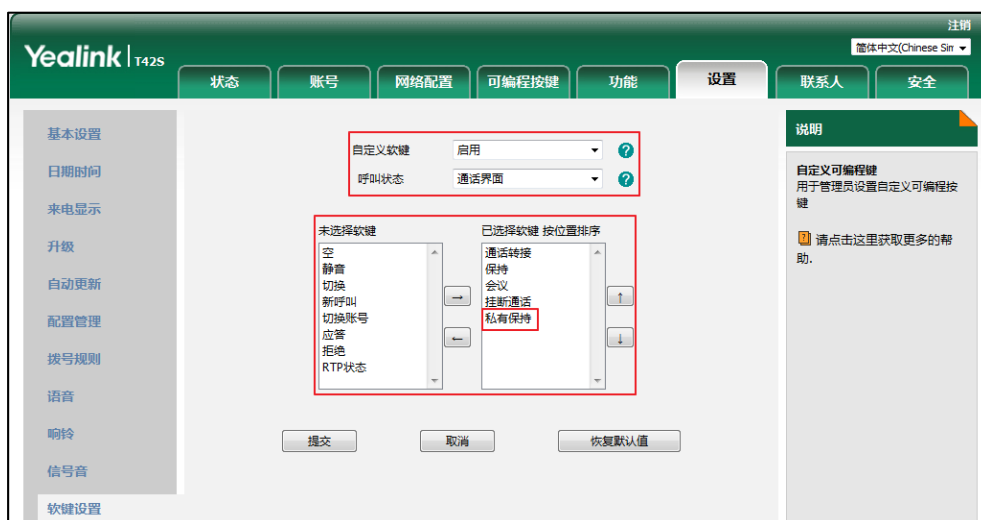 注销
Yealink | T42S
简体中文(Chinese Sir
状态 账号 网络配置 可编程按键 功能 设置 联系人 安全
基本设置
日期时间
来电显示
升级
自动更新
配置管理
拨号规则
语音
响铃
信号音
软键设置
自定义软键 启用
呼叫状态 通话界面
未选择软键
空
静音
切换
新呼叫
切换账号
应答
拒绝
RTP状态
→
←
已选择软键 按位置排序
通话转接
保持
会议
挂断通话
私有保持
↑
↓
提交 取消 恢复默认值
说明
自定义可编程键
用于管理员设置自定义可编程按
键
请点击这里获取更多的帮
助.